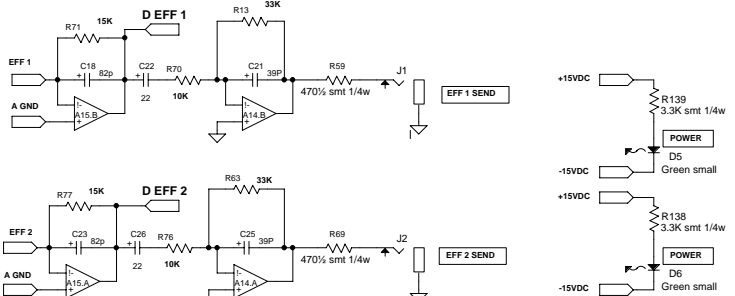 R71 15K D EFF 1 R13 33K
EFF 1 C18 82p C22 R70 C21 39P R59 J1
+ + +
22 10K 470½ smt 1/4w EFF 1 SEND
!-
+
A15.B
!-
+
A14.B
A GND
+15VDC
R139
3.3K smt 1/4w
POWER
D5
Green small
-15VDC
R77 15K D EFF 2 R63 33K
EFF 2 C23 82p C26 R76 C25 39P R69 J2
+ + +
22 10K 470½ smt 1/4w EFF 2 SEND
!-
+
A15.A
!-
+
A14.A
A GND
+15VDC
R138
3.3K smt 1/4w
POWER
D6
Green small
-15VDC